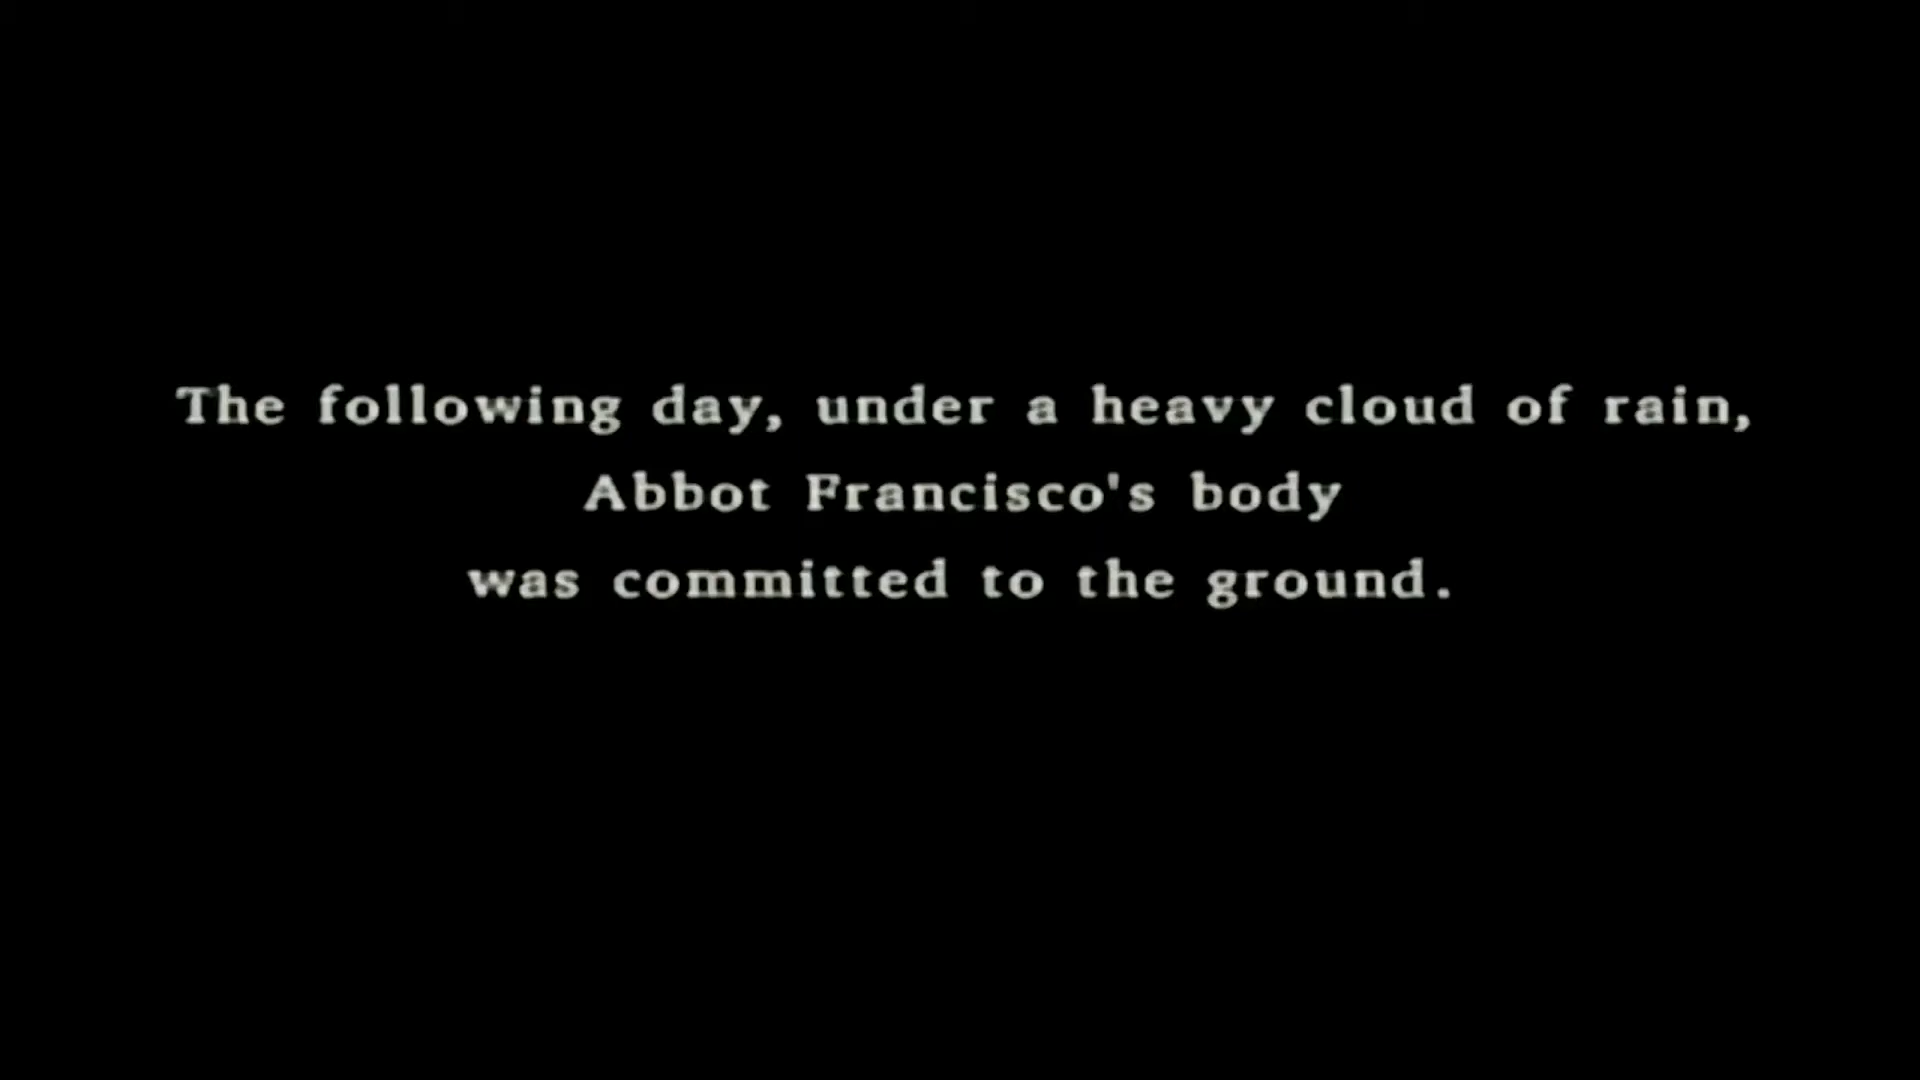 The following day, under a heavy cloud of rain,
Abbot Francisco's body
was committed to the ground.